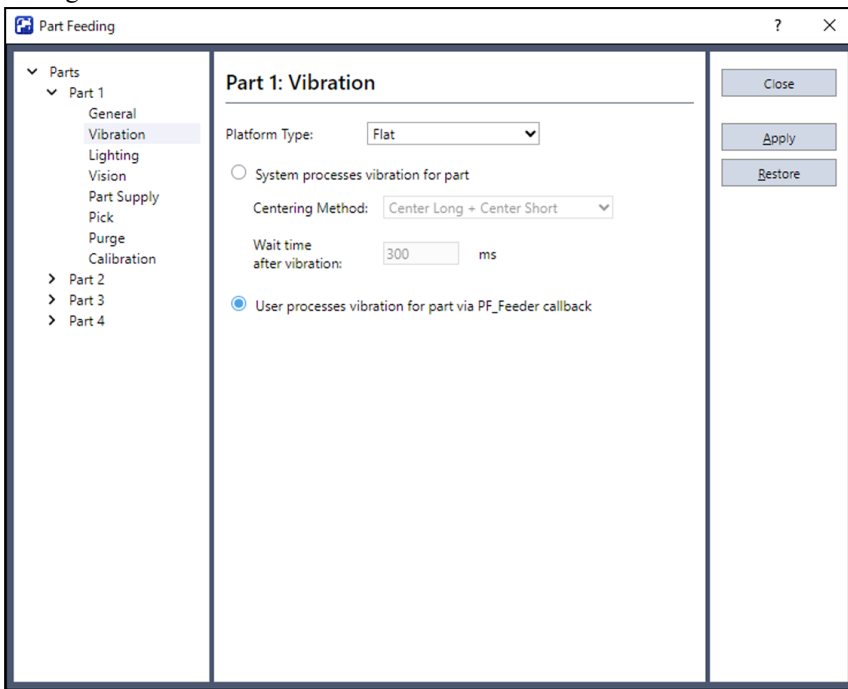 Part Feeding
?
Parts
Part 1
General
Vibration
Lighting
Vision
Part Supply
Pick
Purge
Calibration
Part 2
Part 3
Part 4
Part 1: Vibration
Platform Type: Flat
System processes vibration for part
Centering Method: Center Long + Center Short
Wait time
after vibration: 300 ms
User processes vibration for part via PF_Feeder callback
Close
Apply
Restore